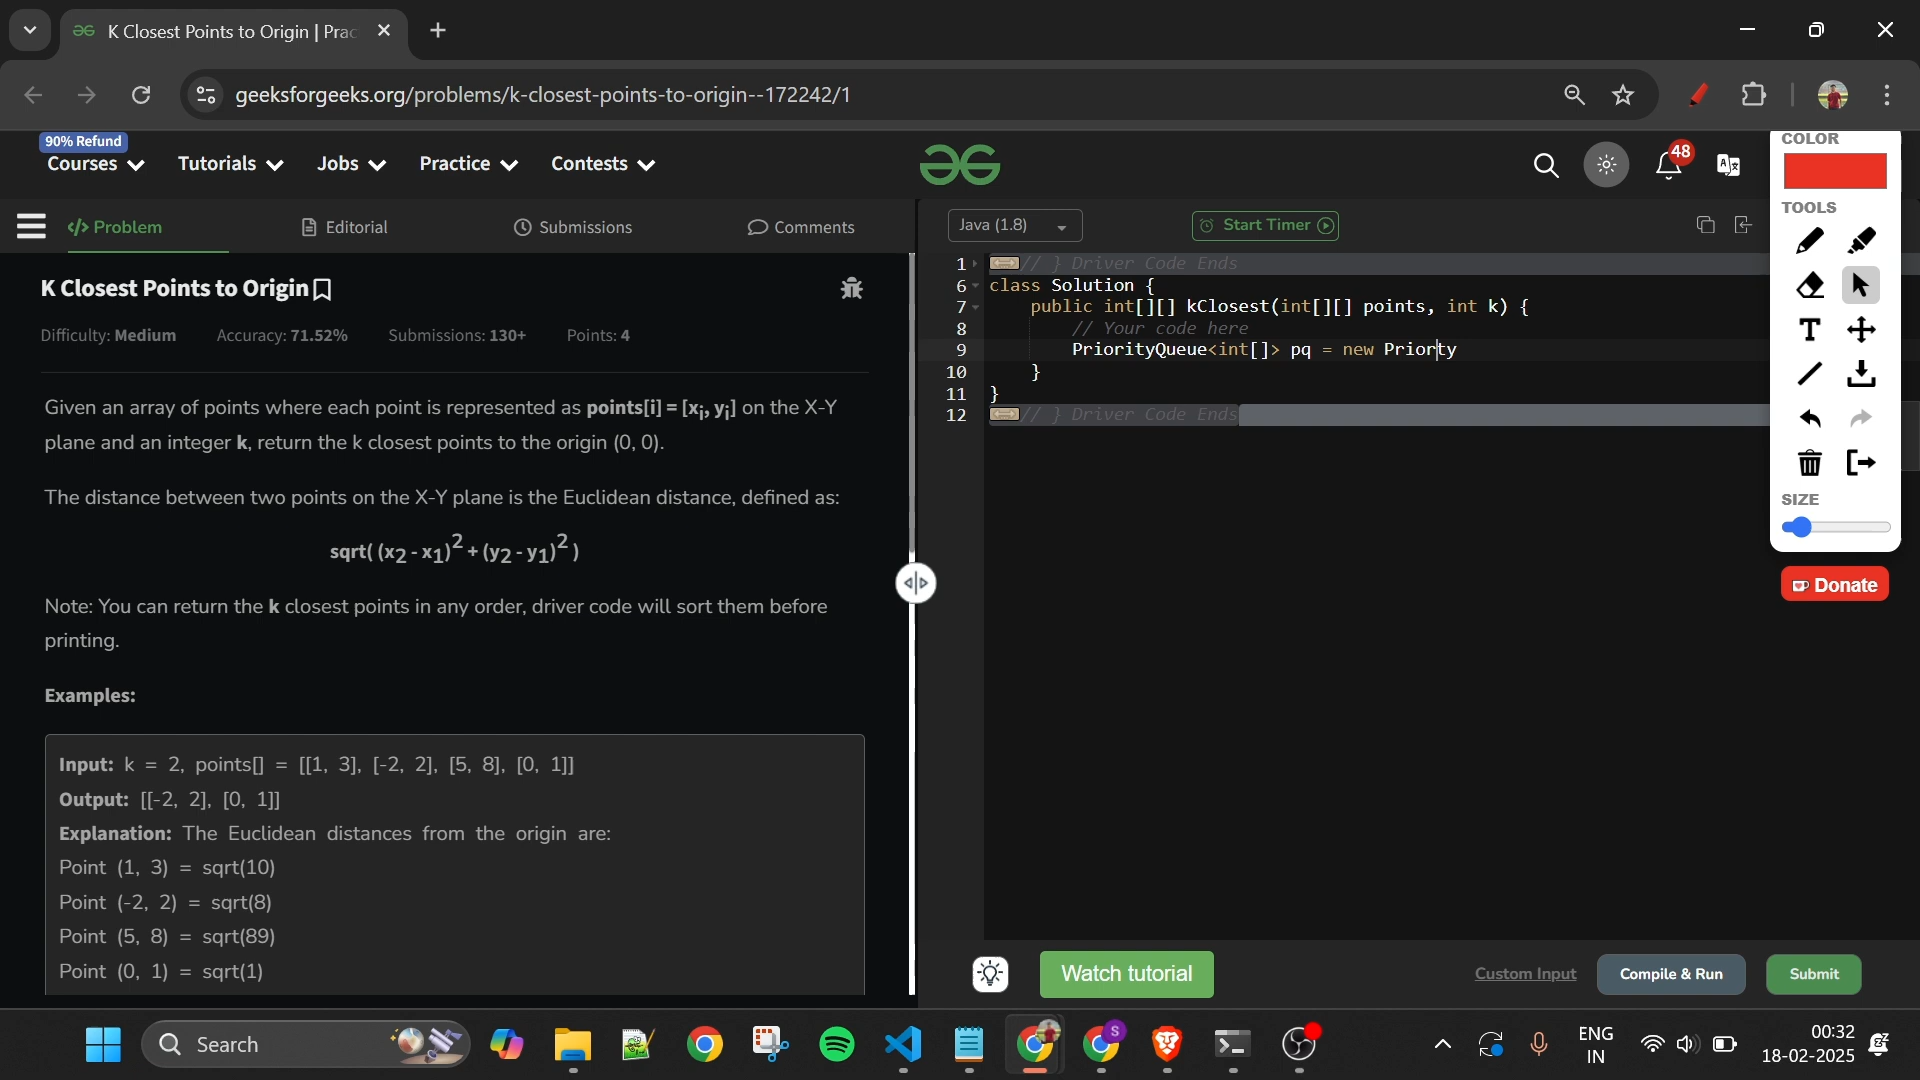 K Closest Points to Origin | Prac
geeksforgeeks.org/problems/k-closest-points-to-origin--172242/1
90% Refund
Courses
Tutorials
Jobs
Practice
Contests
48
COLOR
TOOLS
T
SIZE
Donate
</> Problem
Editorial
Submissions
Comments
K Closest Points to Origin
Difficulty: Medium
Accuracy: 71.52%
Submissions: 130+
Points: 4
Given an array of points where each point is represented as points[i] = [xi, yi] on the X-Y
plane and an integer k, return the k closest points to the origin (0, 0).
The distance between two points on the X-Y plane is the Euclidean distance, defined as:
sqrt( (x2 - x1)2 + (y2 - y1)2 )
Note: You can return the k closest points in any order, driver code will sort them before
printing.
Examples:
Input: k = 2, points[] = [[1, 3], [-2, 2], [5, 8], [0, 1]]
Output: [[-2, 2], [0, 1]]
Explanation: The Euclidean distances from the origin are:
Point (1, 3) = sqrt(10)
Point (-2, 2) = sqrt(8)
Point (5, 8) = sqrt(89)
Point (0, 1) = sqrt(1)
Java (1.8)
Start Timer
1 // } Driver Code Ends
6 class Solution {
7 public int[][] kClosest(int[][] points, int k) {
8 // Your code here
9 PriorityQueue<int[]> pq = new Priorty
10 }
11 }
12 // } Driver Code Ends
Watch tutorial
Custom Input
Compile & Run
Submit
Search
S
ENG
IN
00:32
18-02-2025